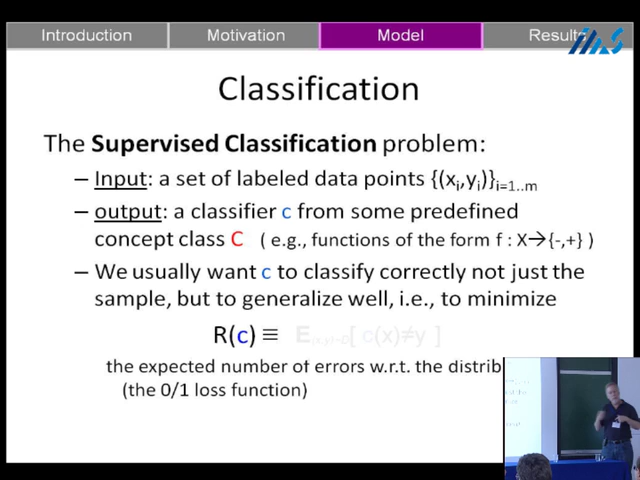 Introduction Motivation Model Results
Classification
The Supervised Classification problem:
– Input: a set of labeled data points {(xᵢ,yᵢ)}ᵢ₌₁..ₘ
– output: a classifier c from some predefined
concept class C ( e.g., functions of the form f : X→{-,+} )
– We usually want c to classify correctly not just the
sample, but to generalize well, i.e., to minimize
R(c) ≡ E₍ₓ,ᵧ₎~D[ c(x)≠y ]
the expected number of errors w.r.t. the distrib
(the 0/1 loss function)